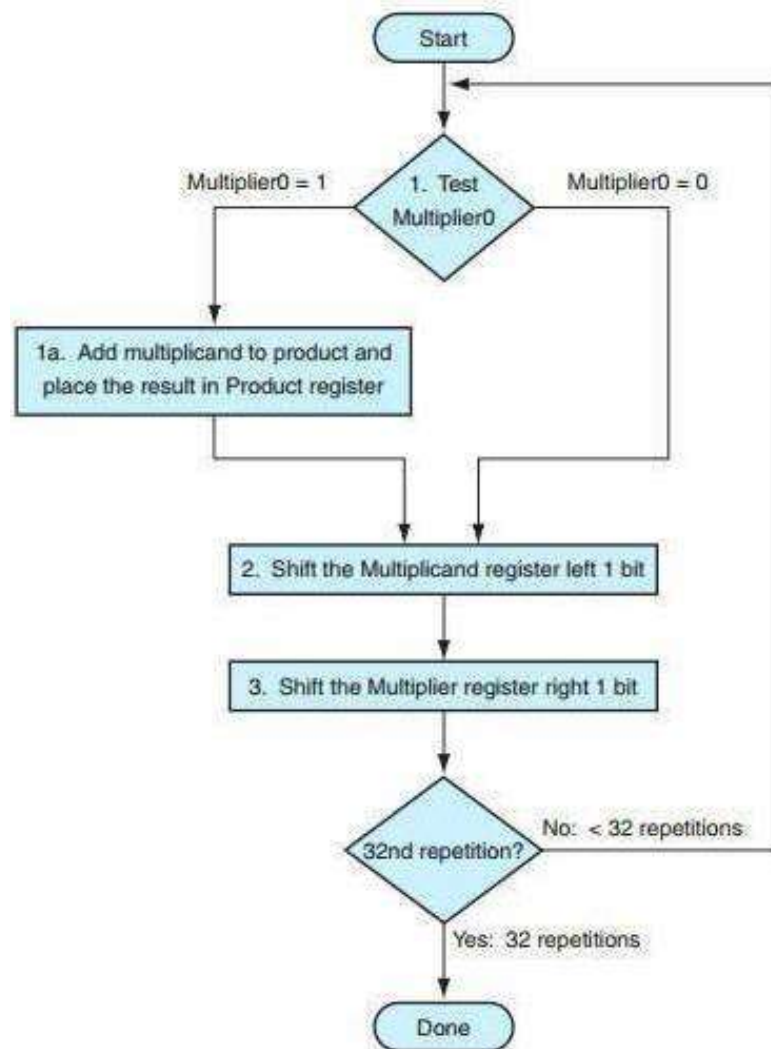 Start
Multiplier0 = 1
1. Test
Multiplier0
Multiplier0 = 0
1a. Add multiplicand to product and
place the result in Product register
2. Shift the Multiplicand register left 1 bit
3. Shift the Multiplier register right 1 bit
32nd repetition?
No: < 32 repetitions
Yes: 32 repetitions
Done